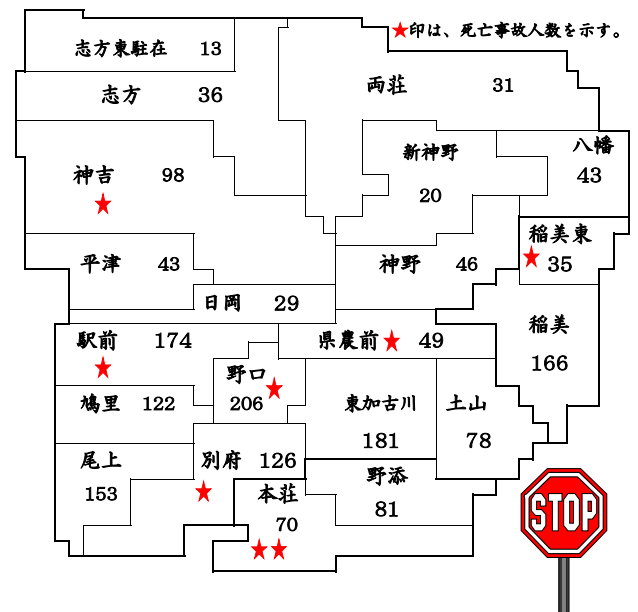 ★印は、死亡事故人数を示す。
志方東駐在 13
志方 36
両荘 31
新神野
20
八幡
43
神吉 98
★
稲美東
★ 35
平津 43
神野 46
日岡 29
稲美
166
駅前 174
★
県農前★ 49
野口 ★
206
鳩里 122
東加古川
181
土山
78
尾上
153
別府 126
★
本荘
70
★★
野添
81
STOP